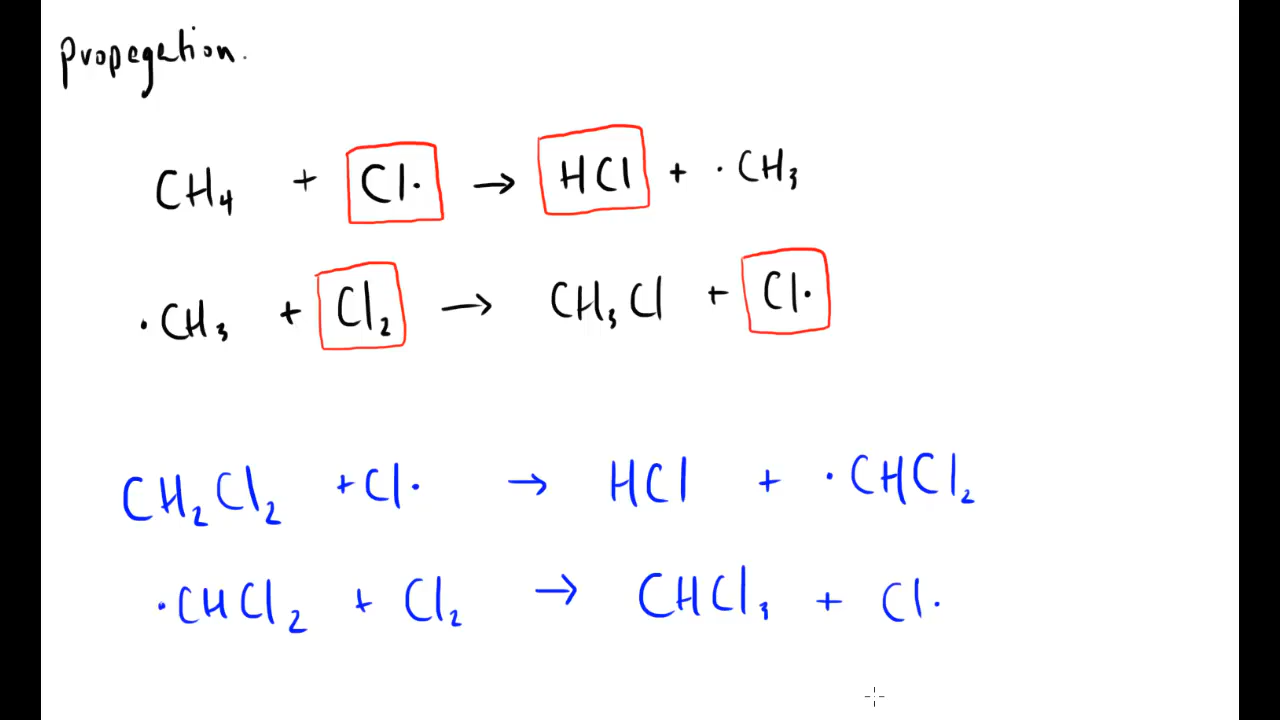 propegation.
CH₄ + Cl· → HCl + ·CH₃
·CH₃ + Cl₂ → CH₃Cl + Cl·
CH₂Cl₂ + Cl· → HCl + ·CHCl₂
·CHCl₂ + Cl₂ → CHCl₃ + Cl·